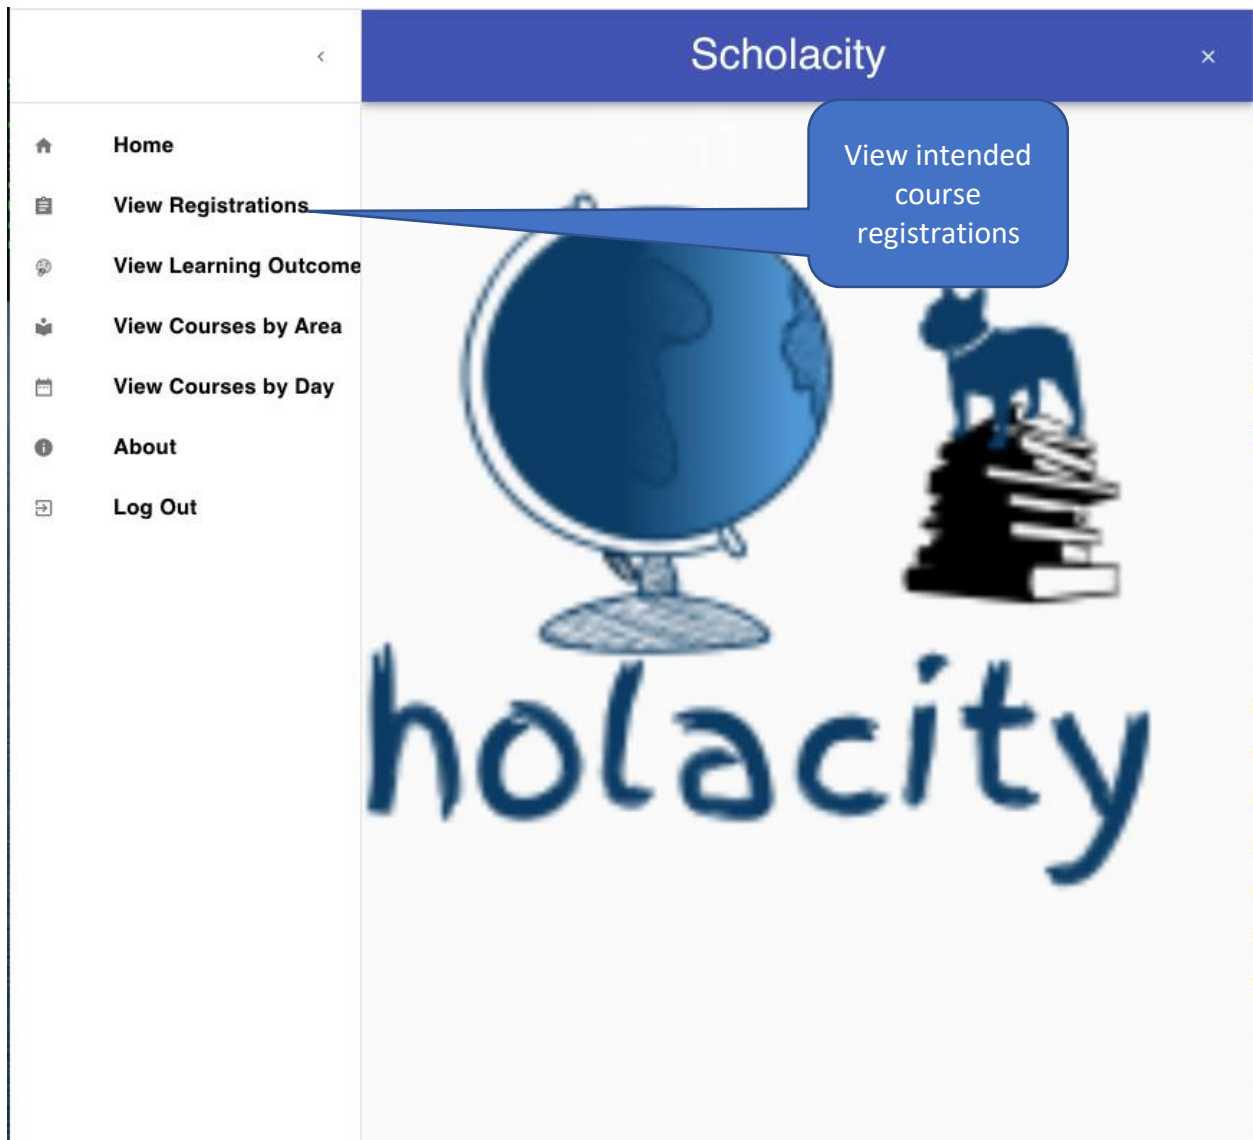 Scholacity
Home
View Registrations
View Learning Outcome
View Courses by Area
View Courses by Day
About
Log Out
View intended
course
registrations
holacity